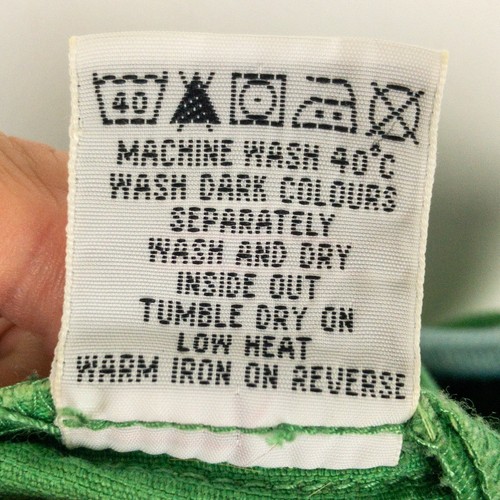 40
MACHINE WASH 40°C
WASH DARK COLOURS
SEPARATELY
WASH AND DRY
INSIDE OUT
TUMBLE DRY ON
LOW HEAT
WARM IRON ON REVERSE